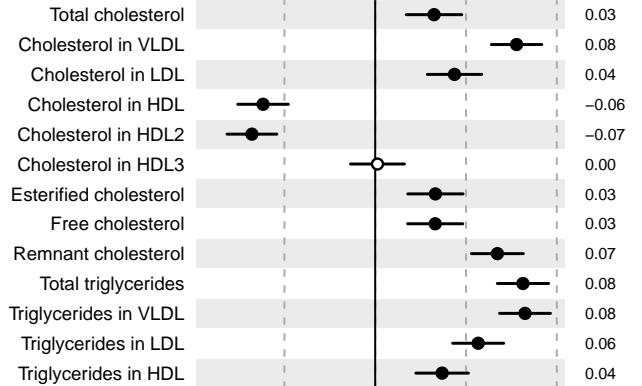 Total cholesterol 0.03
Cholesterol in VLDL 0.08
Cholesterol in LDL 0.04
Cholesterol in HDL −0.06
Cholesterol in HDL2 −0.07
Cholesterol in HDL3 0.00
Esterified cholesterol 0.03
Free cholesterol 0.03
Remnant cholesterol 0.07
Total triglycerides 0.08
Triglycerides in VLDL 0.08
Triglycerides in LDL 0.06
Triglycerides in HDL 0.04